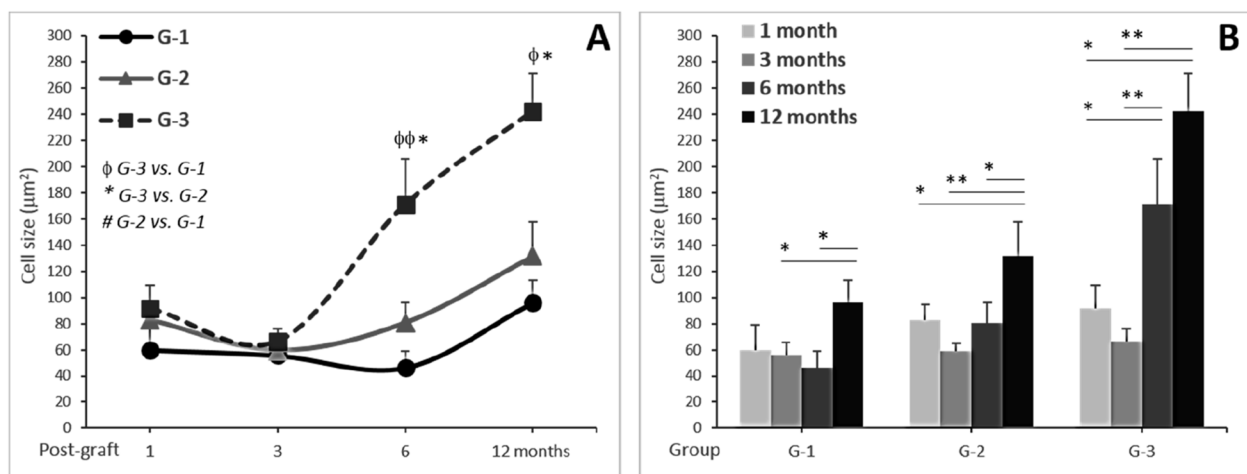 A
Cell size (µm²)
300
280
260
240
220
200
180
160
140
120
100
80
60
40
20
0
G-1
G-2
G-3
ϕ G-3 vs. G-1
* G-3 vs. G-2
# G-2 vs. G-1
ϕϕ *
ϕ *
Post-graft 1 3 6 12 months
B
Cell size (µm²)
300
280
260
240
220
200
180
160
140
120
100
80
60
40
20
0
1 month
3 months
6 months
12 months
* *
* ** *
* **
* **
Group G-1 G-2 G-3